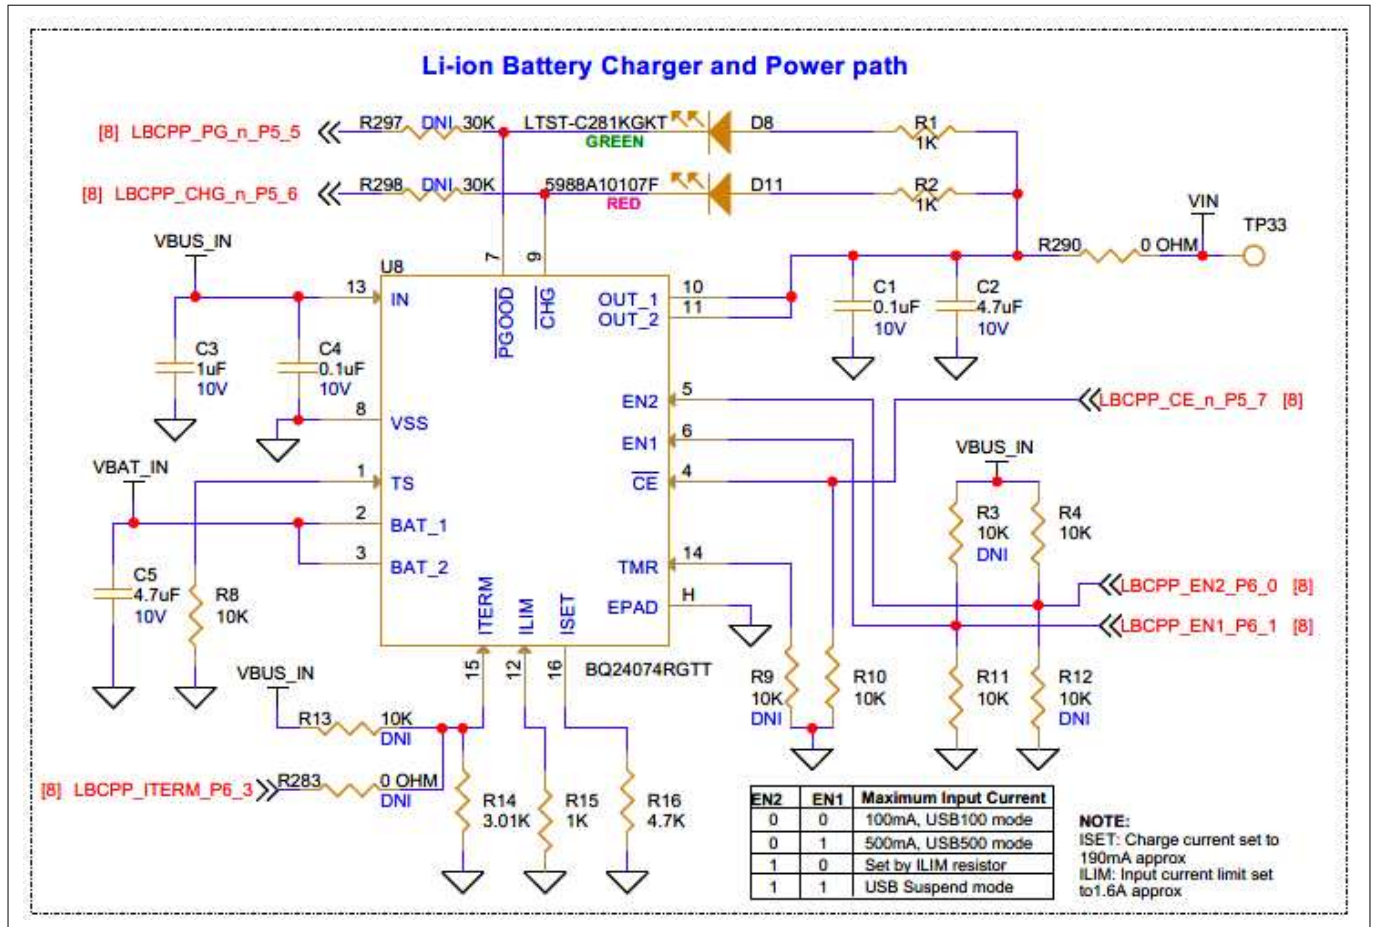 Li-ion Battery Charger and Power path
[8] LBCPP_PG_n_P5_5
R297 DNI 30K
LTST-C281KGKT
GREEN
D8
R1
1K
[8] LBCPP_CHG_n_P5_6
R298 DNI 30K
5988A10107F
RED
D11
R2
1K
VIN
TP33
R290 0 OHM
VBUS_IN
U8
7
9
13 IN
PGOOD
CHG
OUT_1 10
OUT_2 11
C1
0.1uF
10V
C2
4.7uF
10V
C3
1uF
10V
C4
0.1uF
10V
8 VSS
EN2 5
LBCPP_CE_n_P5_7 [8]
EN1 6
VBUS_IN
VBAT_IN
1 TS
CE 4
2 BAT_1
3 BAT_2
R3
10K
DNI
R4
10K
TMR 14
C5
4.7uF
10V
R8
10K
ITERM
ILIM
ISET
EPAD H
LBCPP_EN2_P6_0 [8]
LBCPP_EN1_P6_1 [8]
15
12
16
BQ24074RGTT
VBUS_IN
R9
10K
DNI
R10
10K
R11
10K
R12
10K
DNI
R13 10K
DNI
[8] LBCPP_ITERM_P6_3
R283 0 OHM
DNI
R14
3.01K
R15
1K
R16
4.7K
EN2 EN1 Maximum Input Current
0 0 100mA, USB100 mode
0 1 500mA, USB500 mode
1 0 Set by ILIM resistor
1 1 USB Suspend mode
NOTE:
ISET: Charge current set to
190mA approx
ILIM: Input current limit set
to1.6A approx